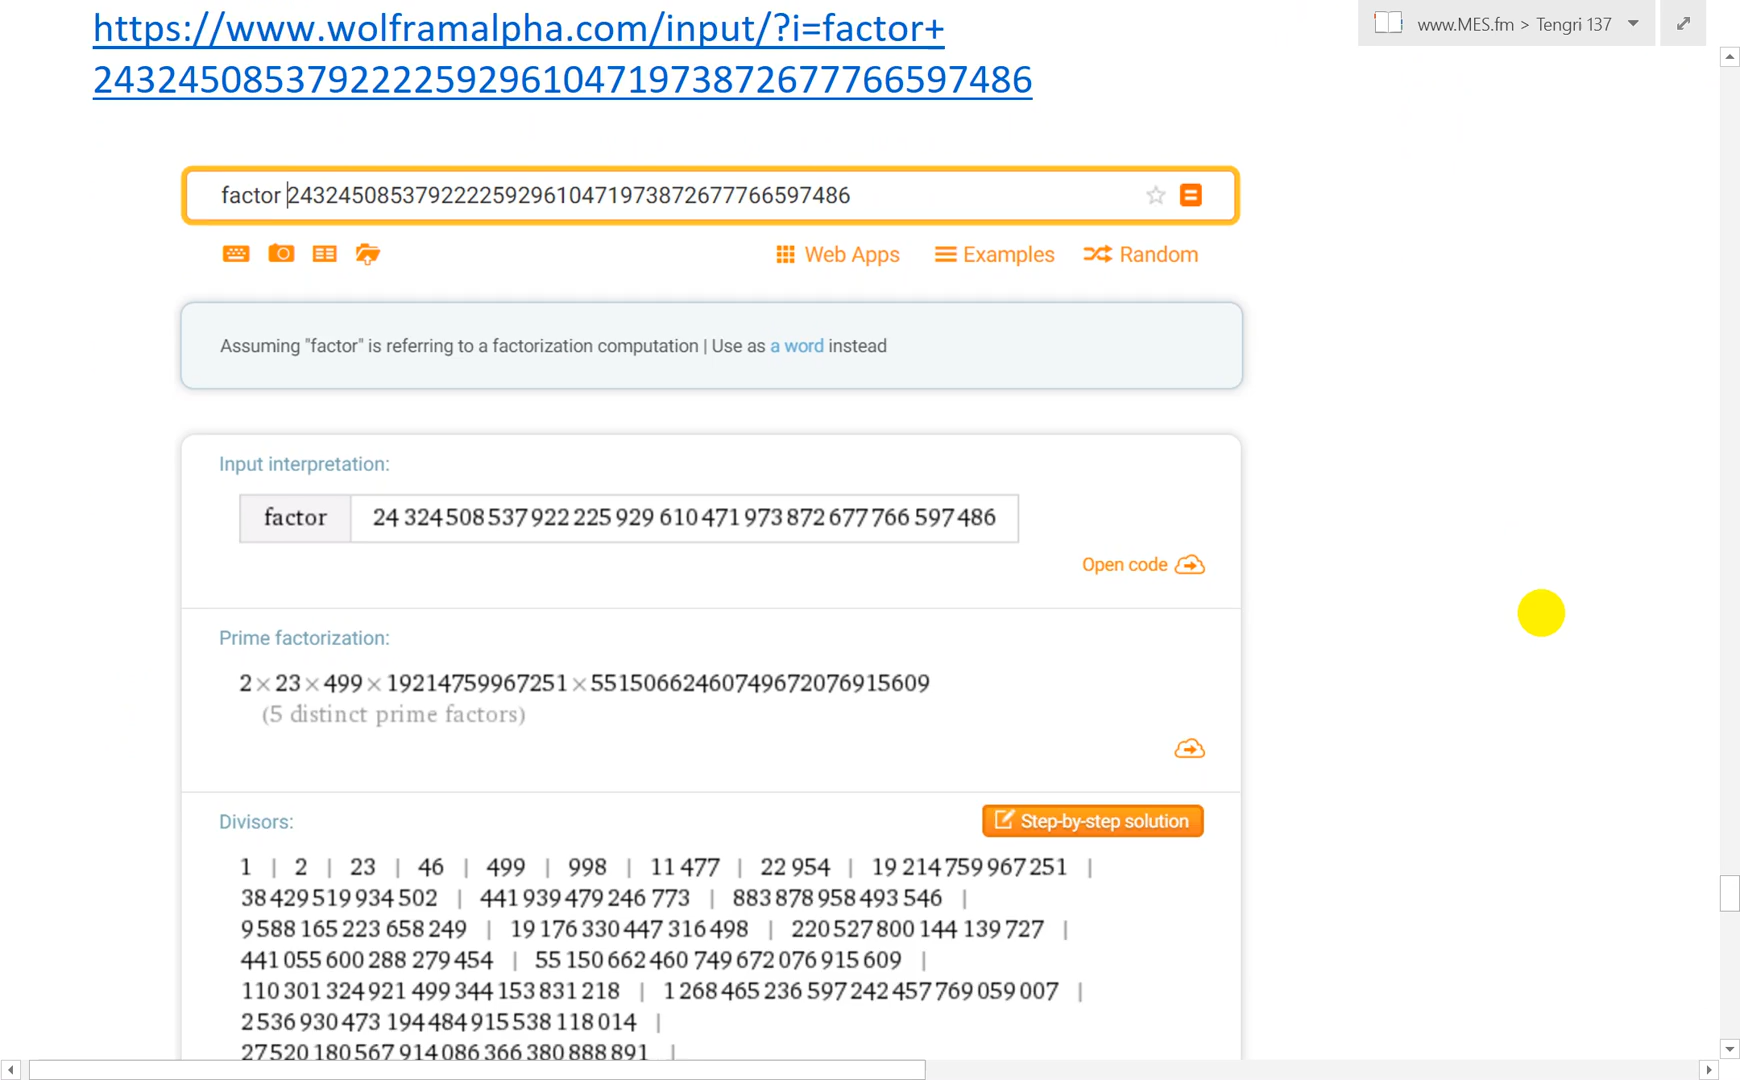 https://www.wolframalpha.com/input/?i=factor+
24324508537922225929610471973872677766597486
www.MES.fm > Tengri 137
factor 24324508537922225929610471973872677766597486
Web Apps
Examples
Random
Assuming "factor" is referring to a factorization computation | Use as a word instead
Input interpretation:
factor 24 324 508 537 922 225 929 610 471 973 872 677 766 597 486
Open code
Prime factorization:
2×23×499×19214759967251×55150662460749672076915609
(5 distinct prime factors)
Divisors:
Step-by-step solution
1 | 2 | 23 | 46 | 499 | 998 | 11 477 | 22 954 | 19 214 759 967 251 |
38 429 519 934 502 | 441 939 479 246 773 | 883 878 958 493 546 |
9 588 165 223 658 249 | 19 176 330 447 316 498 | 220 527 800 144 139 727 |
441 055 600 288 279 454 | 55 150 662 460 749 672 076 915 609 |
110 301 324 921 499 344 153 831 218 | 1 268 465 236 597 242 457 769 059 007 |
2 536 930 473 194 484 915 538 118 014 |
27 520 180 567 914 086 366 380 888 891 |